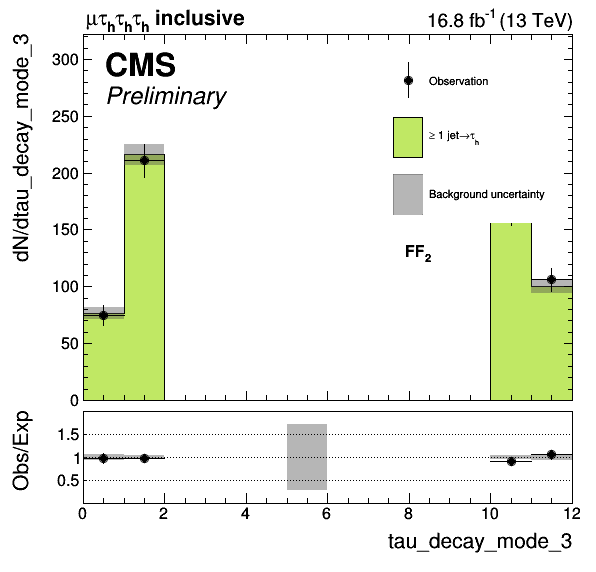 μτₕτₕτₕ inclusive
16.8 fb⁻¹ (13 TeV)
CMS
Preliminary
Observation
≥ 1 jet→τₕ
Background uncertainty
FF₂
dN/dtau_decay_mode_3
300
250
200
150
100
50
0
Obs/Exp
1.5
1
0.5
0 2 4 6 8 10 12
tau_decay_mode_3